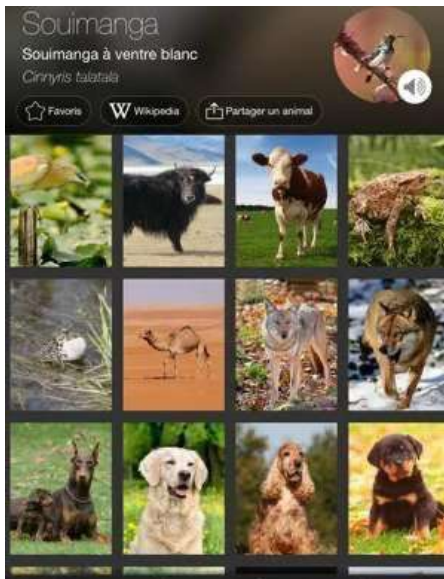 Souimanga
Souimanga à ventre blanc
Cinnyris talatala
Favoris
W Wikipedia
Partager un animal